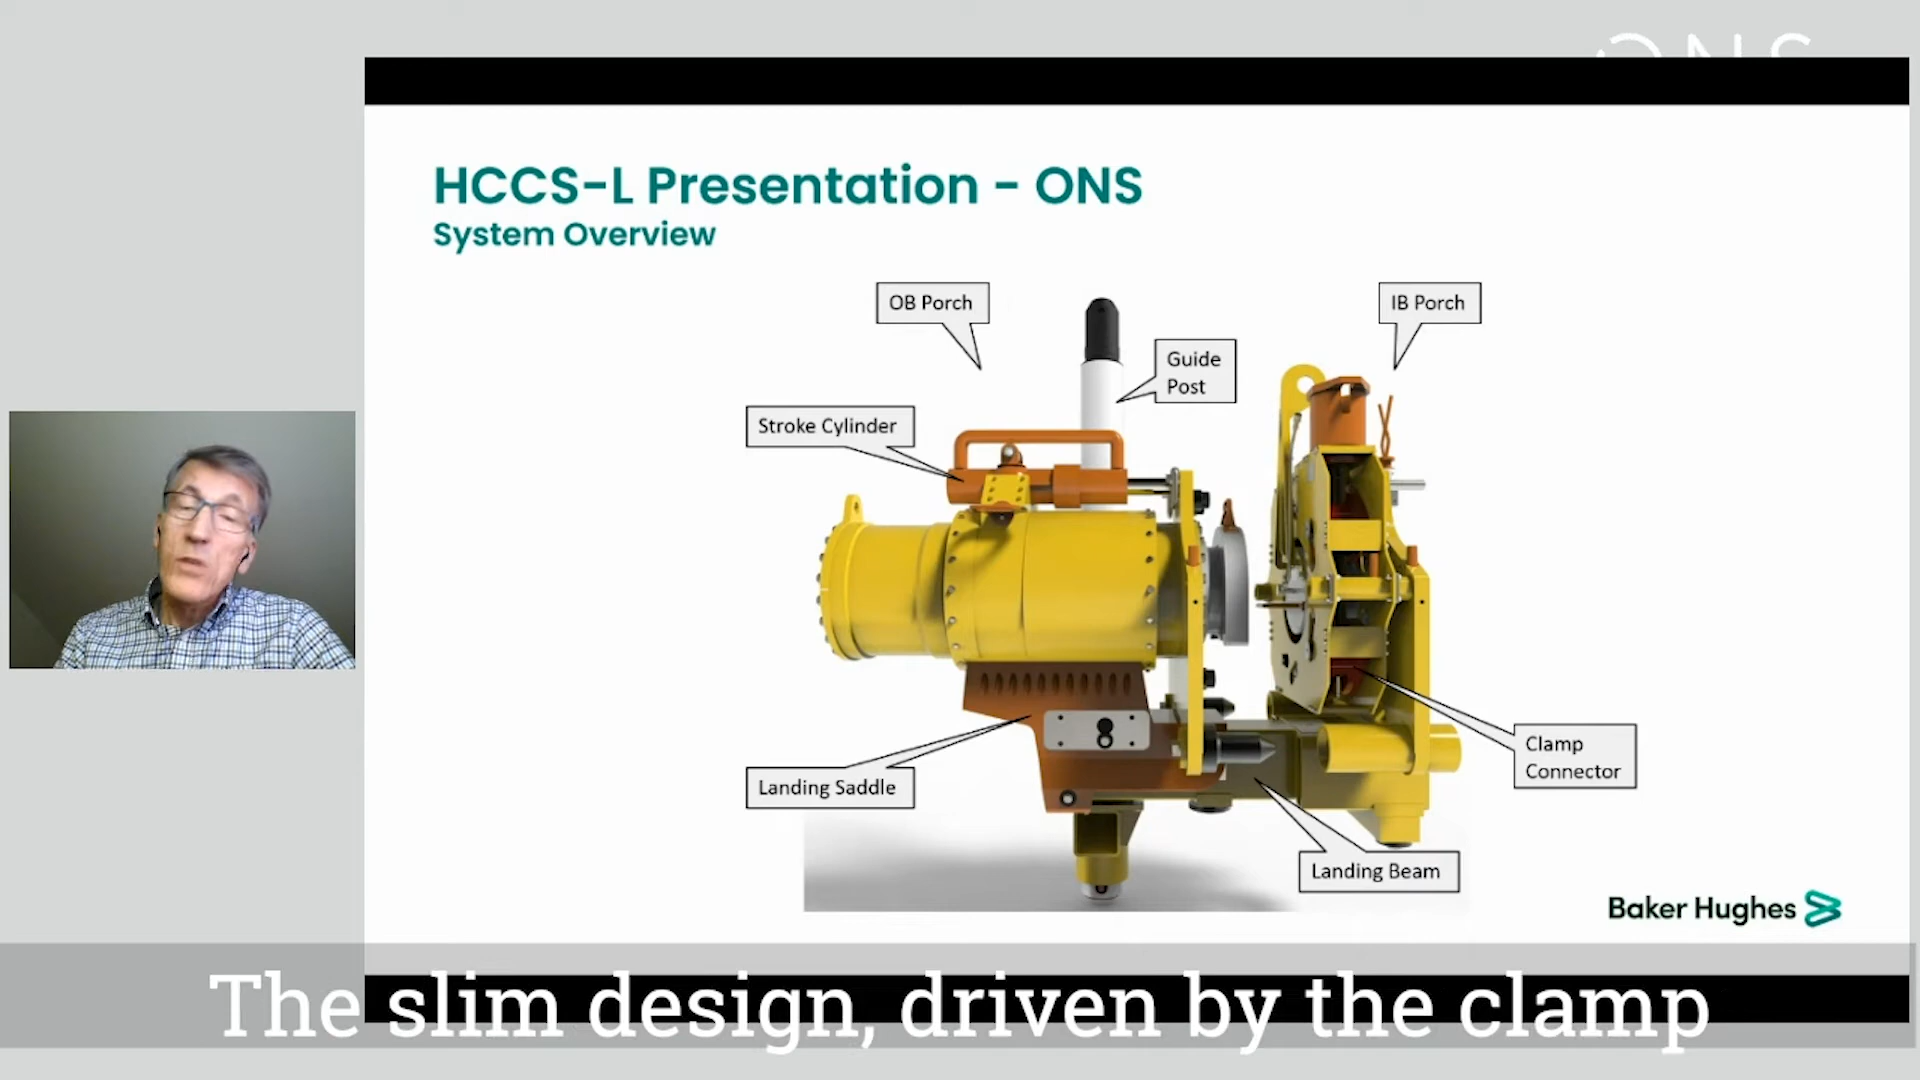 ONS
HCCS-L Presentation - ONS
System Overview
OB Porch
IB Porch
Guide
Post
Stroke Cylinder
Clamp
Connector
Landing Saddle
Landing Beam
Baker Hughes
The slim design, driven by the clamp